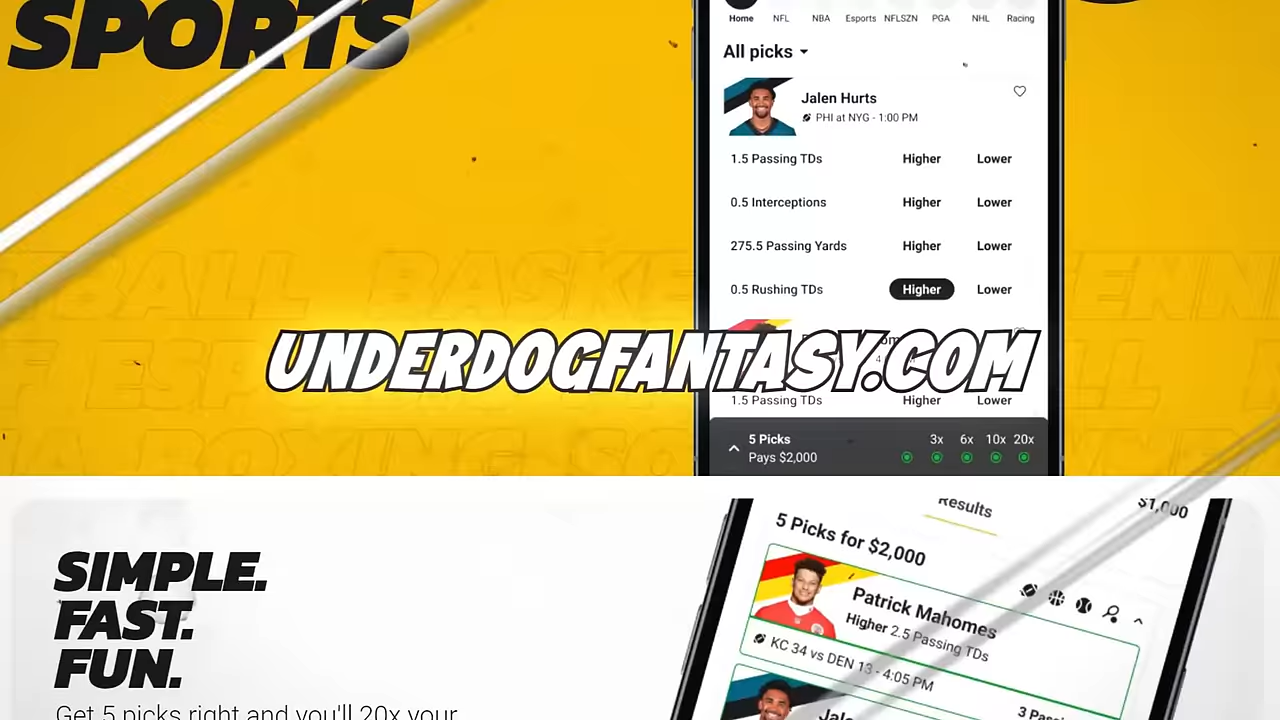 SPORTS
Home NFL NBA Esports NFLSZN PGA NHL Racing
All picks
Jalen Hurts
PHI at NYG - 1:00 PM
1.5 Passing TDs Higher Lower
0.5 Interceptions Higher Lower
275.5 Passing Yards Higher Lower
0.5 Rushing TDs Higher Lower
UNDERDOGFANTASY.COM
1.5 Passing TDs Higher Lower
5 Picks 3x 6x 10x 20x
Pays $2,000
Results $1,000
5 Picks for $2,000
Patrick Mahomes
Higher 2.5 Passing TDs
KC 34 vs DEN 13 - 4:05 PM
SIMPLE.
FAST.
FUN.
Get 5 picks right and you'll 20x your